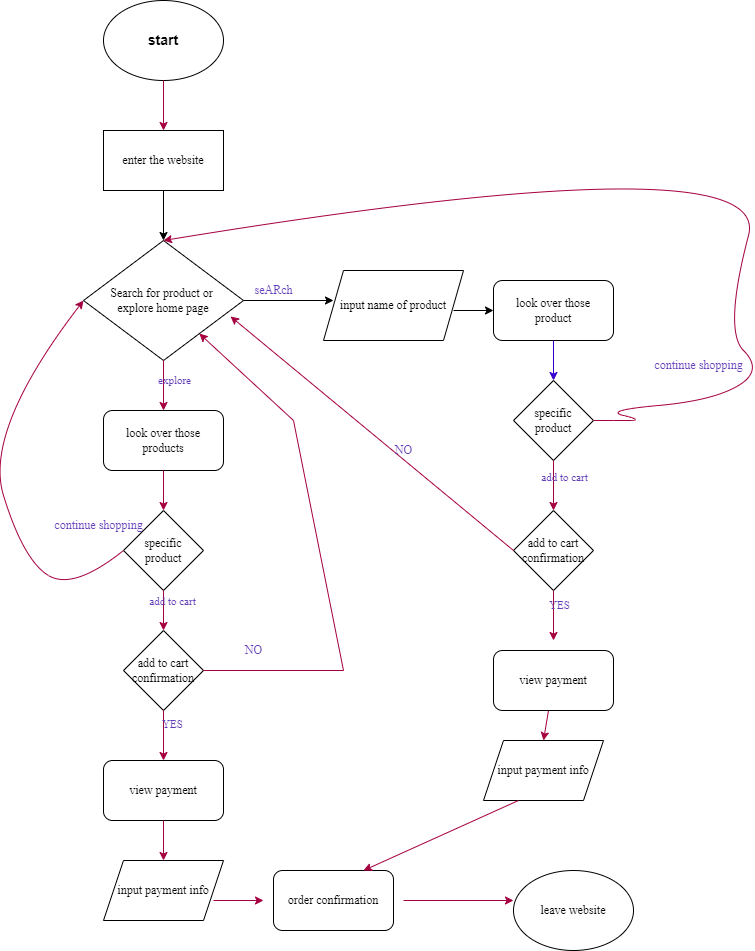 start
enter the website
Search for product or
explore home page
seARch
input name of product
look over those
product
continue shopping
explore
look over those
products
specific
product
NO
add to cart
continue shopping
specific
product
add to cart
confirmation
add to cart
YES
add to cart
confirmation
NO
view payment
YES
input payment info
view payment
input payment info
order confirmation
leave website